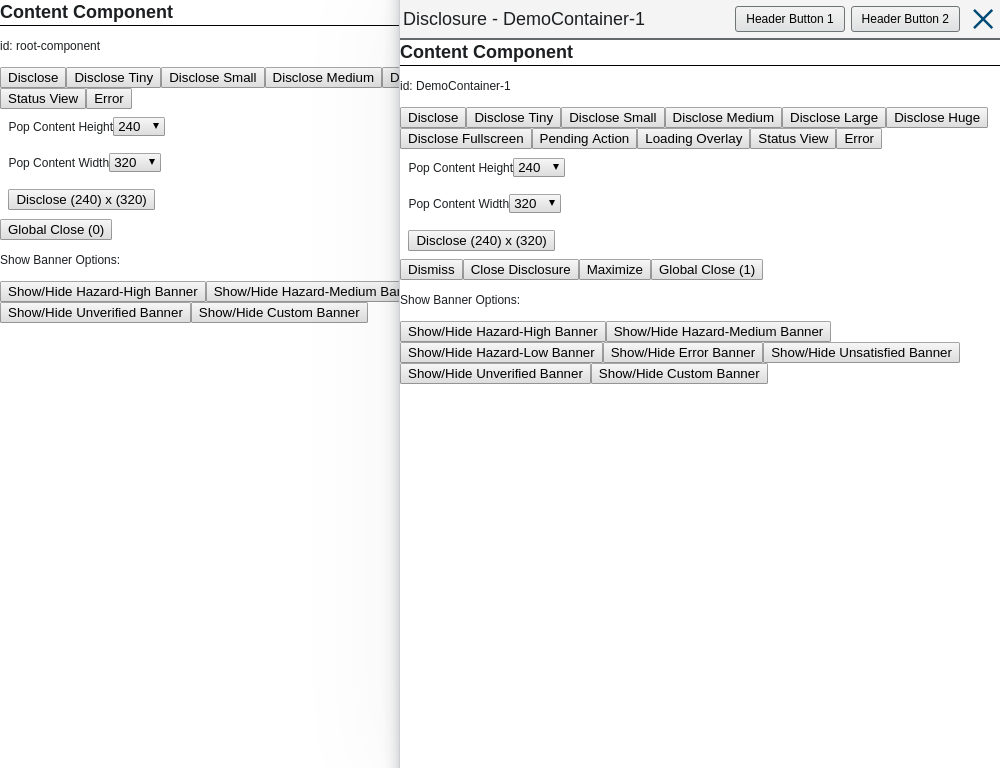 Content Component
id: root-component
Disclose Disclose Tiny Disclose Small Disclose Medium
Status View Error
Pop Content Height 240
Pop Content Width 320
Disclose (240) x (320)
Global Close (0)
Show Banner Options:
Show/Hide Hazard-High Banner Show/Hide Hazard-Medium
Show/Hide Unverified Banner Show/Hide Custom Banner
Disclosure - DemoContainer-1 Header Button 1 Header Button 2
Content Component
id: DemoContainer-1
Disclose Disclose Tiny Disclose Small Disclose Medium Disclose Large Disclose Huge
Disclose Fullscreen Pending Action Loading Overlay Status View Error
Pop Content Height 240
Pop Content Width 320
Disclose (240) x (320)
Dismiss Close Disclosure Maximize Global Close (1)
Show Banner Options:
Show/Hide Hazard-High Banner Show/Hide Hazard-Medium Banner
Show/Hide Hazard-Low Banner Show/Hide Error Banner Show/Hide Unsatisfied Banner
Show/Hide Unverified Banner Show/Hide Custom Banner